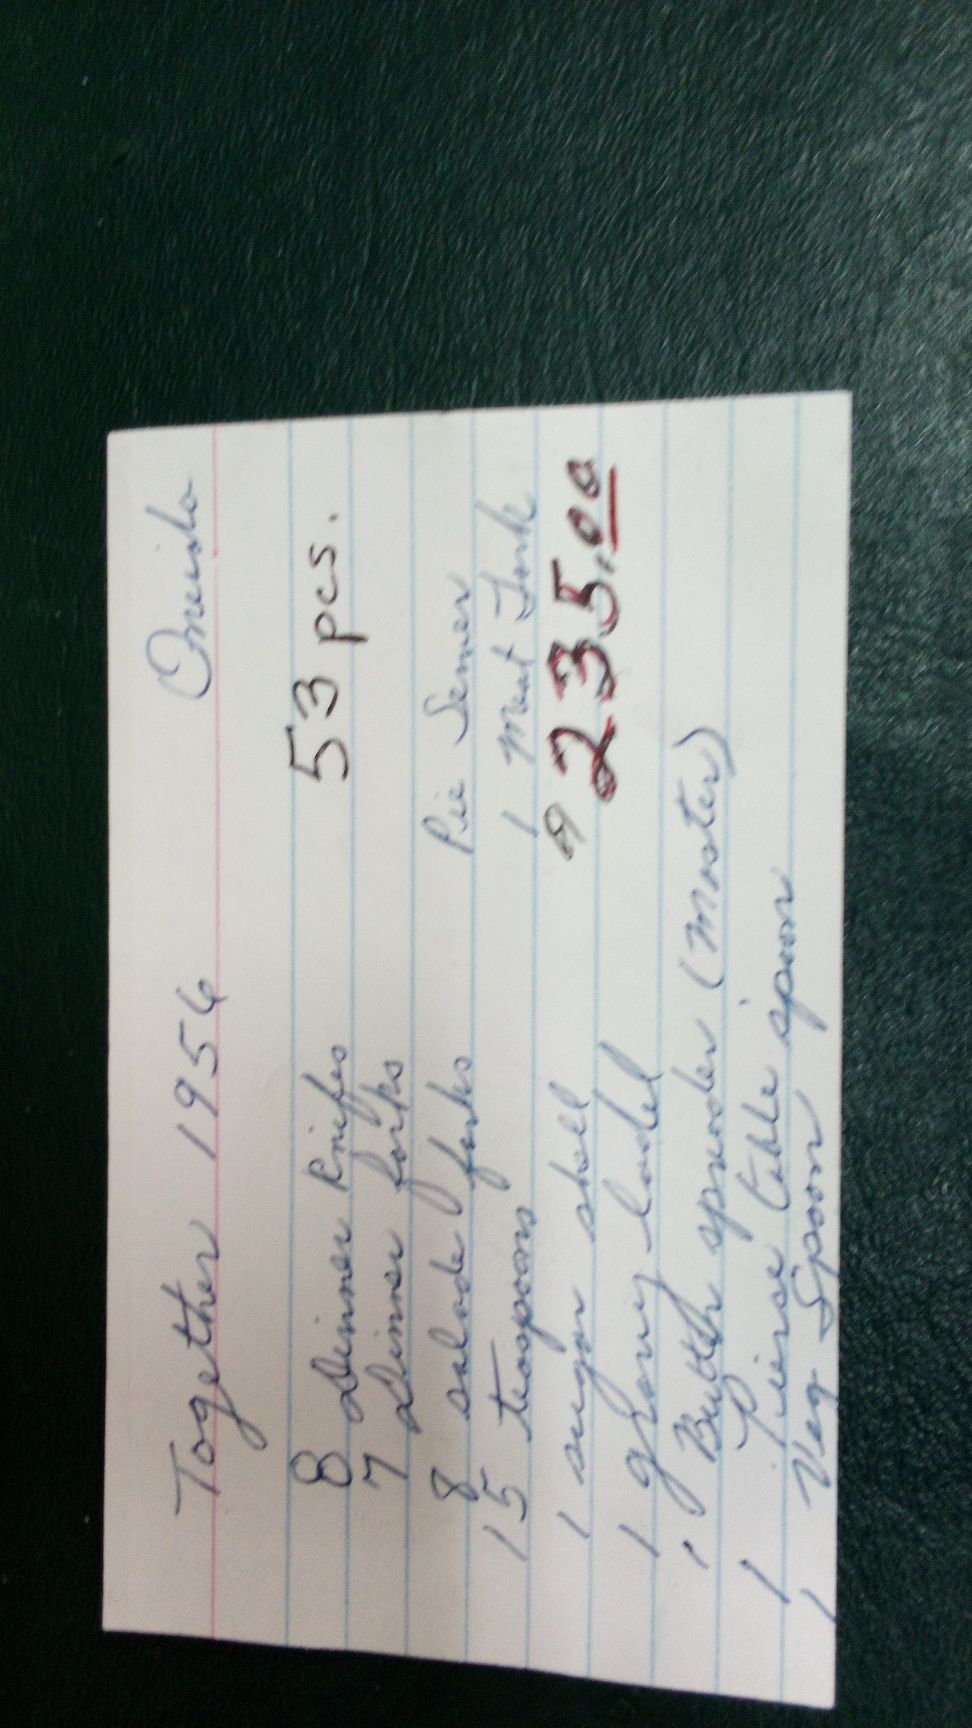 Together 1956 Oneida
53 pcs.
8 dinner knifes
7 dinner forks
8 salade forks Pie Server
15 teaspoons 1 Meat Fork
1 sugar shell 235.00
1 gravy ladel
1 Butter spreader (Master)
1 Pierse table spoon
1 Veg Spoon